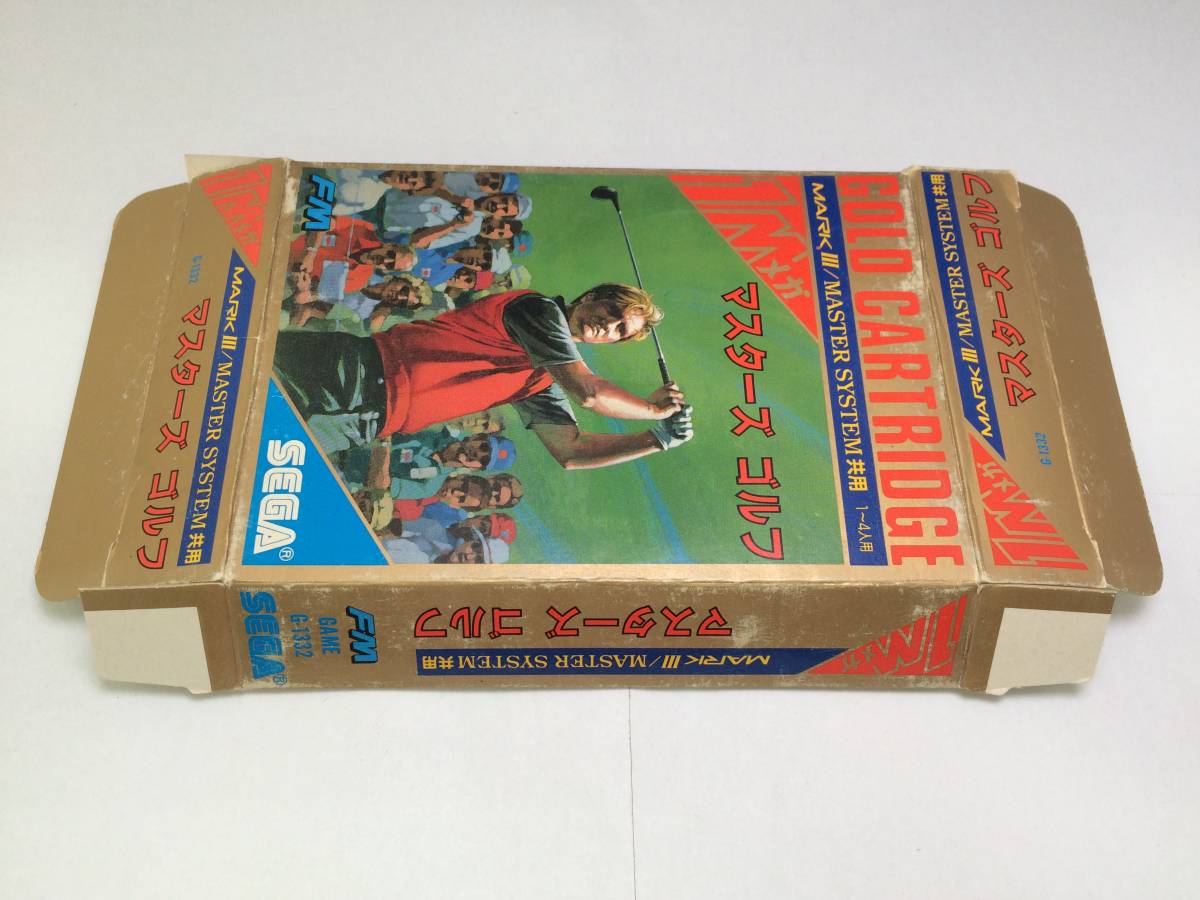 GOLD CARTRIDGE
MARK III/MASTER SYSTEM 共用
1~4人用
1Mメガ
マスターズ ゴルフ
FM
SEGA®
1Mメガ
G-1332
MARK III/MASTER SYSTEM 共用
マスターズ ゴルフ
MARK III/MASTER SYSTEM 共用
マスターズ ゴルフ
G-1332
1Mメガ
SEGA®
GAME
G-1332
FM
マスターズ ゴルフ
MARK III/MASTER SYSTEM 共用
1Mメガ